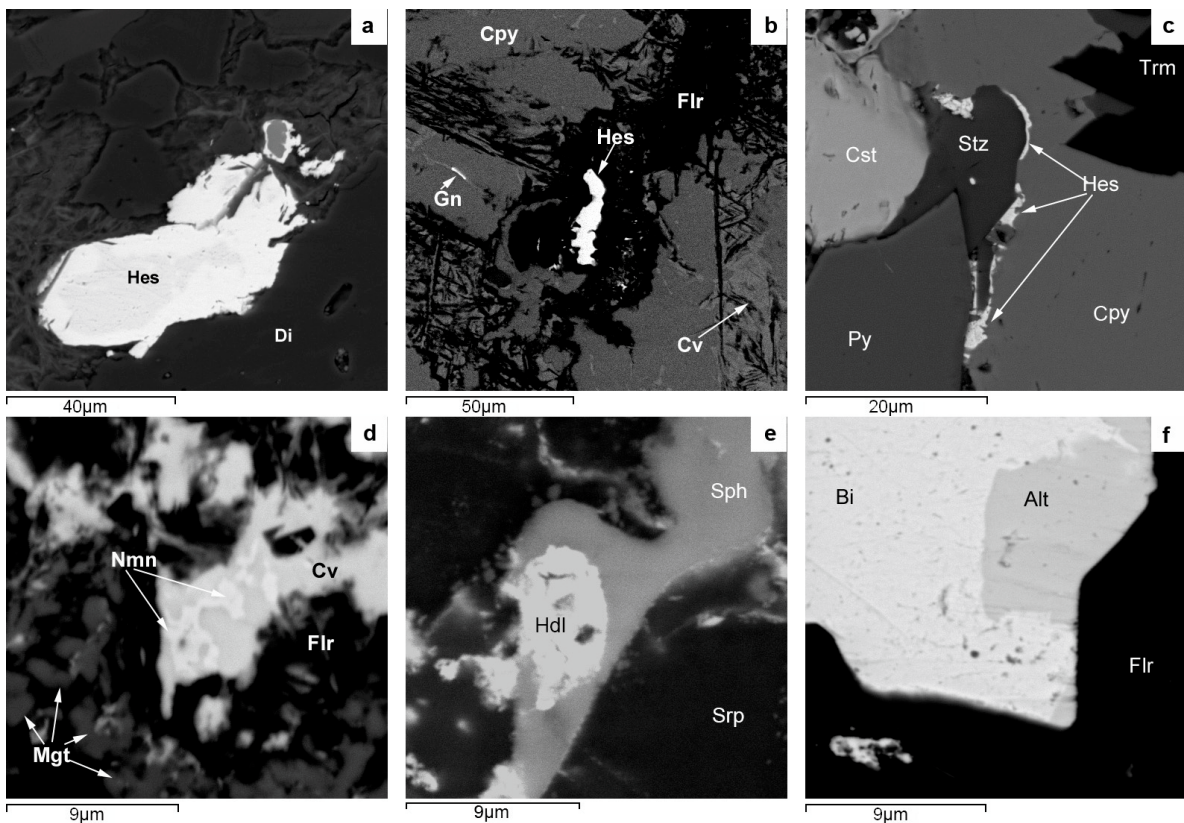 a
Hes
Di
40µm
b
Cpy
Flr
Hes
Gn
Cv
50µm
c
Trm
Cst
Stz
Hes
Py
Cpy
20µm
d
Nmn
Cv
Flr
Mgt
9µm
e
Sph
Hdl
Srp
9µm
f
Bi
Alt
Flr
9µm